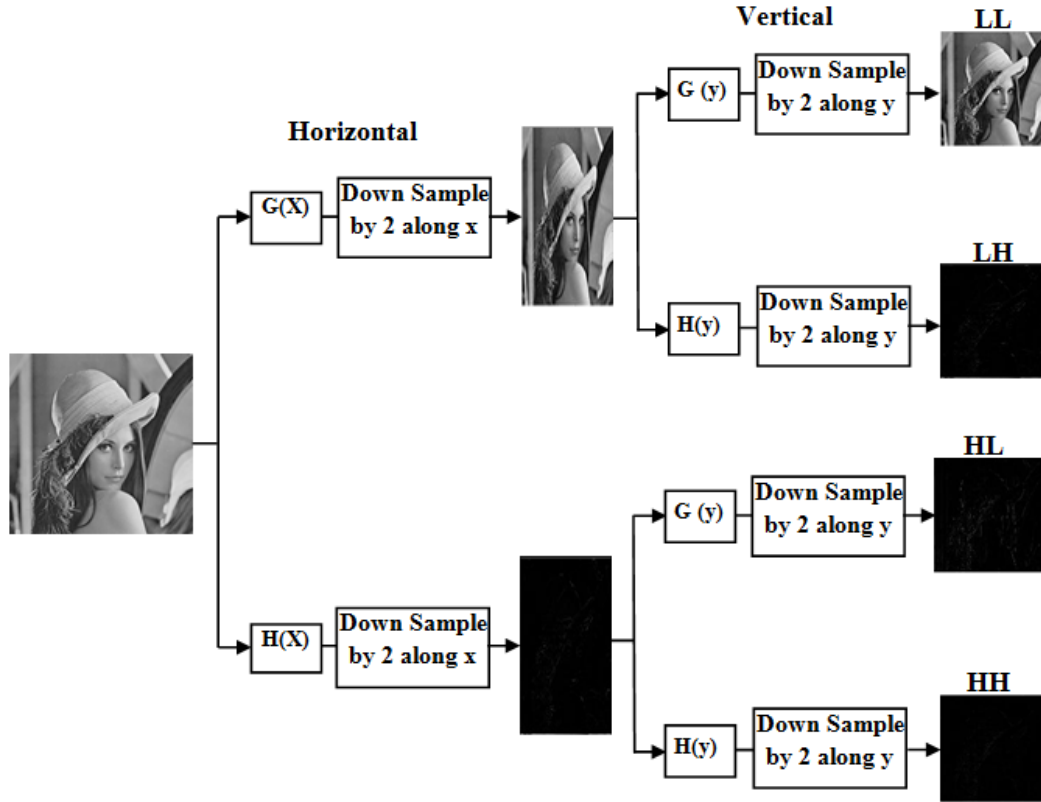 Vertical
LL
G (y)
Down Sample
by 2 along y
Horizontal
G(X)
Down Sample
by 2 along x
LH
H(y)
Down Sample
by 2 along y
HL
G (y)
Down Sample
by 2 along y
H(X)
Down Sample
by 2 along x
HH
H(y)
Down Sample
by 2 along y